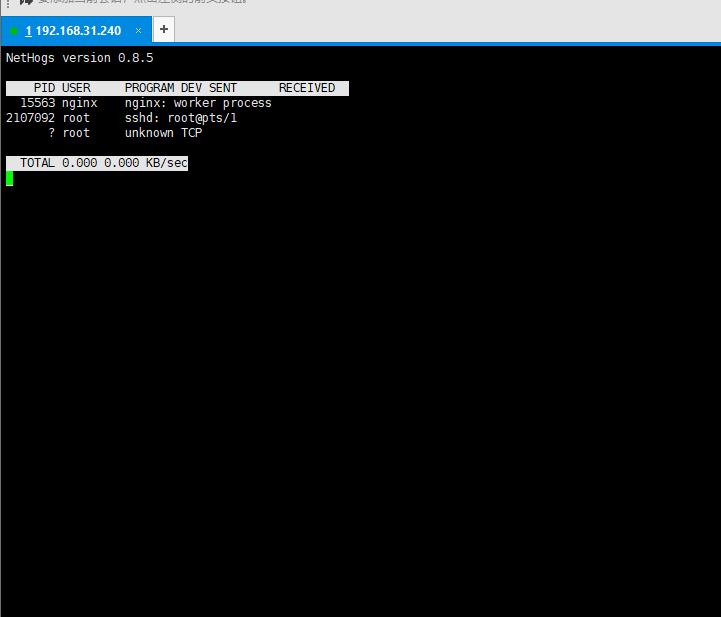 1 192.168.31.240 × +
NetHogs version 0.8.5
PID USER PROGRAM DEV SENT RECEIVED
15563 nginx nginx: worker process
2107092 root sshd: root@pts/1
? root unknown TCP
TOTAL 0.000 0.000 KB/sec